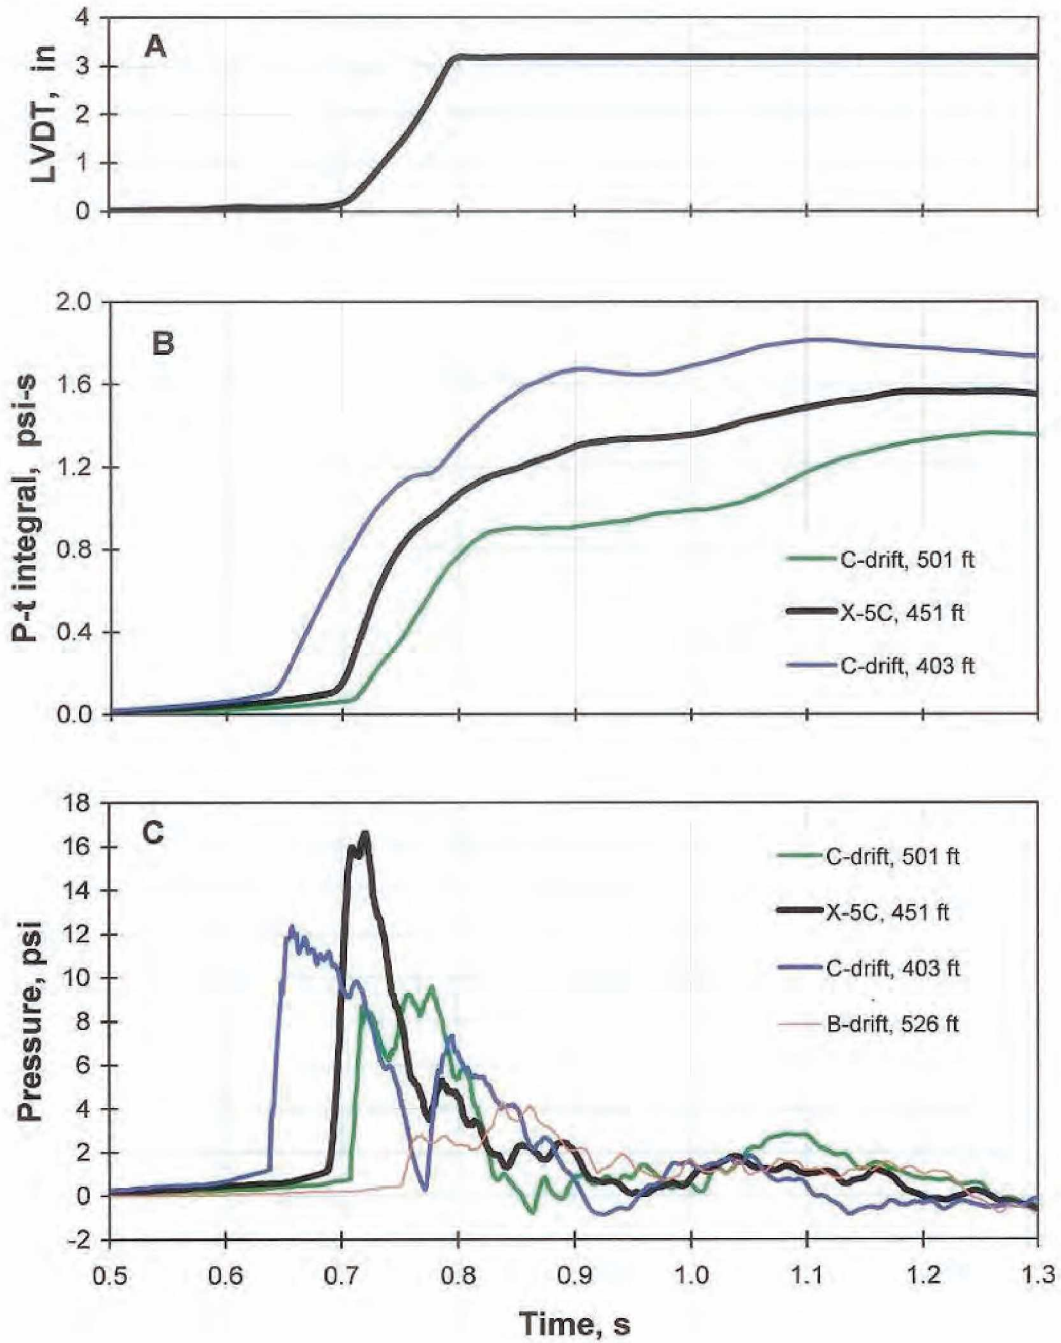 A
LVDT, in
4
3
2
1
0
B
P-t integral, psi-s
2.0
1.6
1.2
0.8
0.4
0.0
C-drift, 501 ft
X-5C, 451 ft
C-drift, 403 ft
C
Pressure, psi
18
16
14
12
10
8
6
4
2
0
-2
C-drift, 501 ft
X-5C, 451 ft
C-drift, 403 ft
B-drift, 526 ft
0.5 0.6 0.7 0.8 0.9 1.0 1.1 1.2 1.3
Time, s